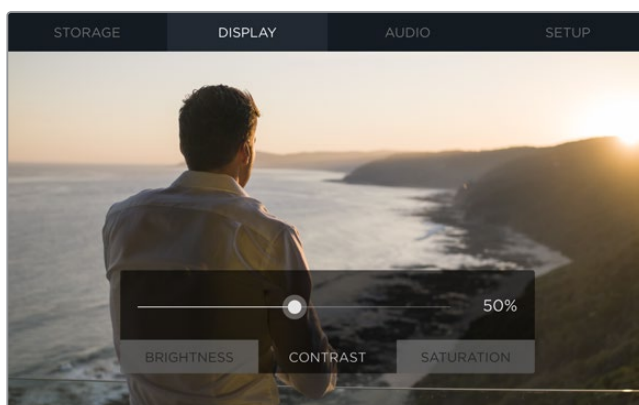 STORAGE DISPLAY AUDIO SETUP
50%
BRIGHTNESS CONTRAST SATURATION